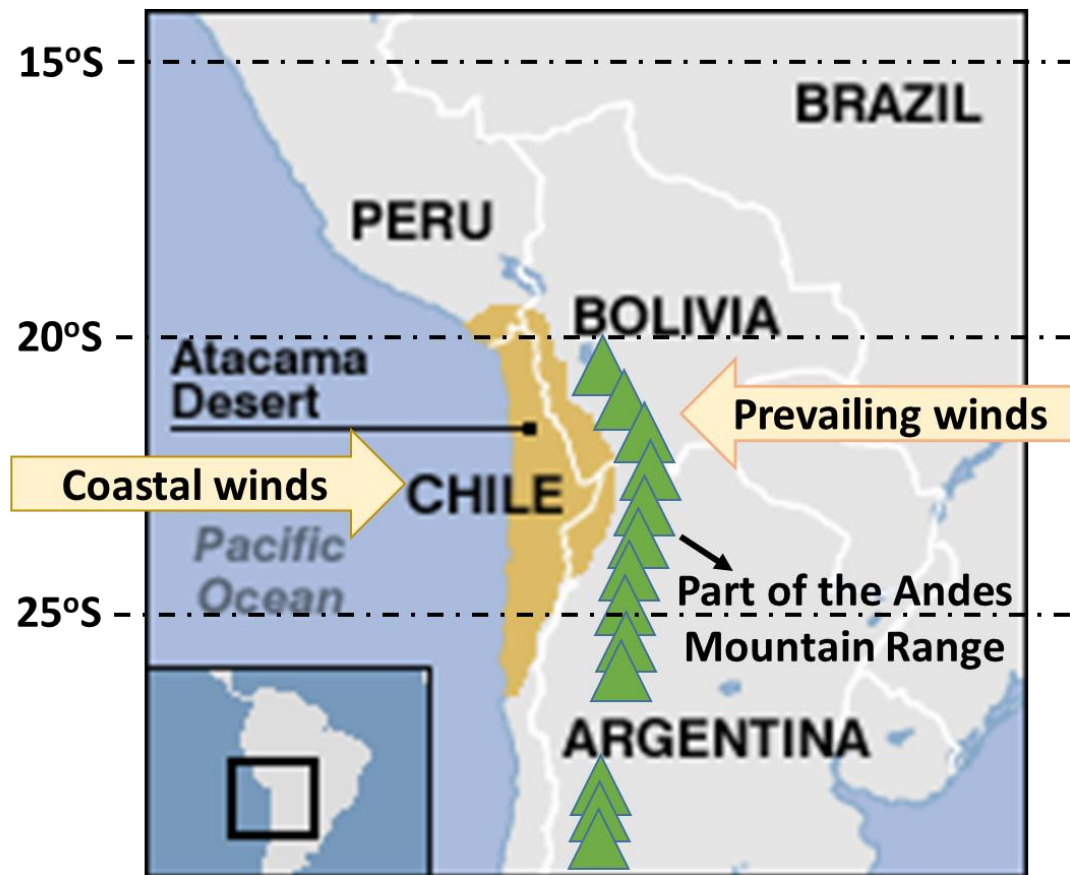 15°S
BRAZIL
PERU
BOLIVIA
20°S
Atacama
Desert
Prevailing winds
Coastal winds
CHILE
Pacific
Ocean
Part of the Andes
25°S
Mountain Range
ARGENTINA